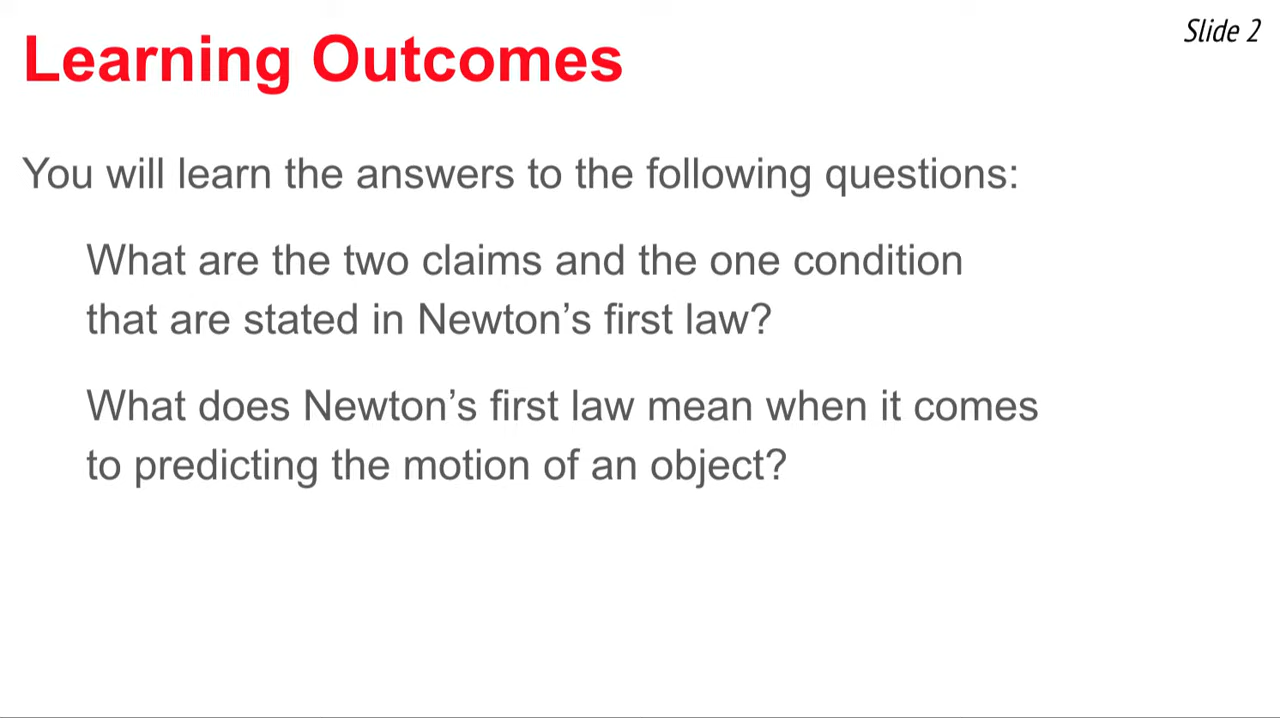 Slide 2
Learning Outcomes
You will learn the answers to the following questions:
What are the two claims and the one condition
that are stated in Newton’s first law?
What does Newton’s first law mean when it comes
to predicting the motion of an object?